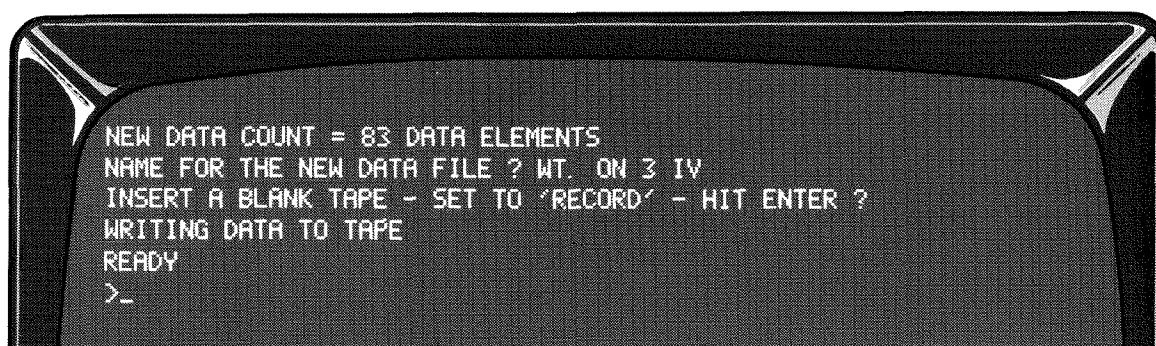 NEW DATA COUNT = 83 DATA ELEMENTS
NAME FOR THE NEW DATA FILE ? WT. ON 3 IV
INSERT A BLANK TAPE - SET TO 'RECORD' - HIT ENTER ?
WRITING DATA TO TAPE
READY
>_